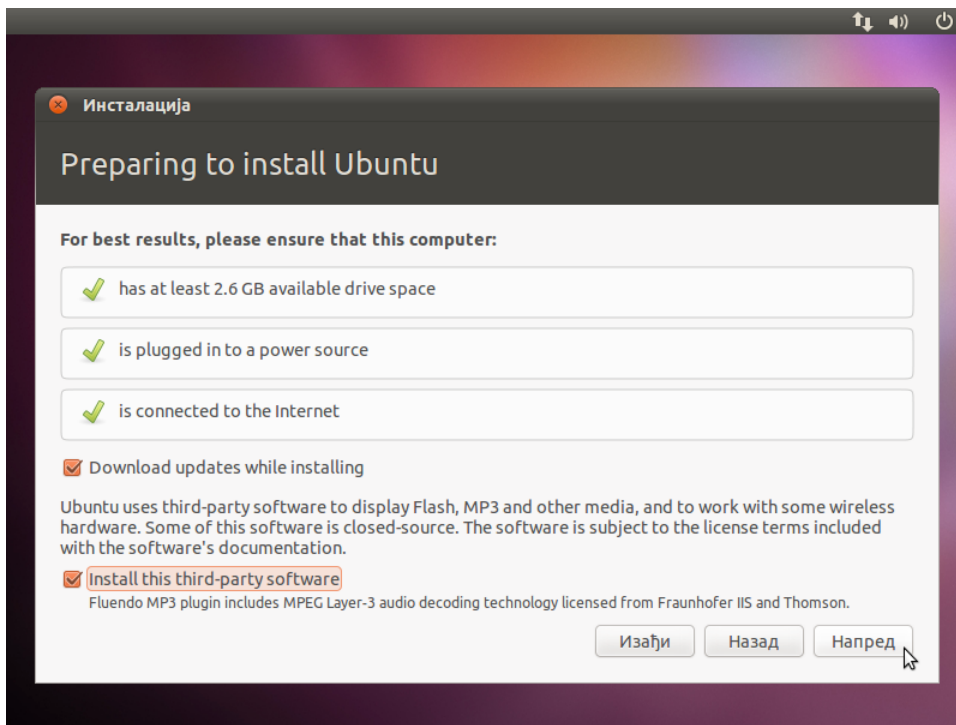 Инсталација
Preparing to install Ubuntu
For best results, please ensure that this computer:
has at least 2.6 GB available drive space
is plugged in to a power source
is connected to the Internet
Download updates while installing
Ubuntu uses third-party software to display Flash, MP3 and other media, and to work with some wireless
hardware. Some of this software is closed-source. The software is subject to the license terms included
with the software's documentation.
Install this third-party software
Fluendo MP3 plugin includes MPEG Layer-3 audio decoding technology licensed from Fraunhofer IIS and Thomson.
Изађи Назад Напред